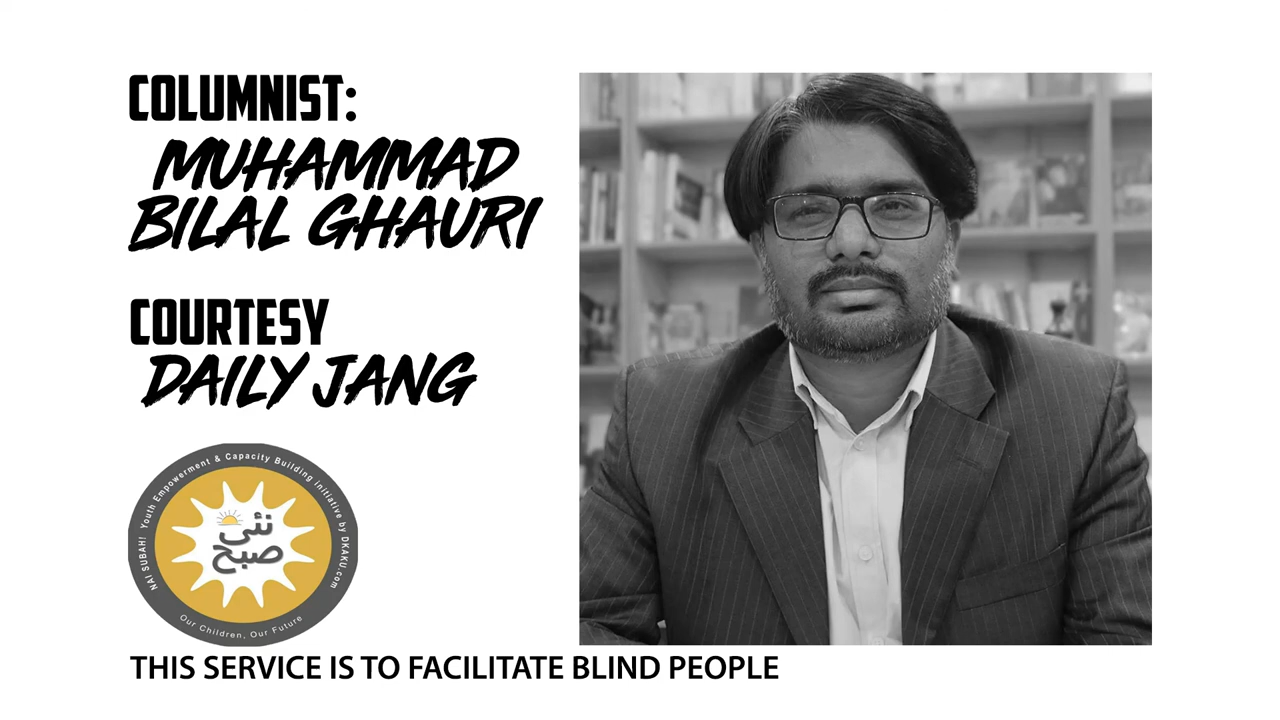 COLUMNIST:
MUHAMMAD
BILAL GHAURI
COURTESY
DAILY JANG
NAI SUBAH! Youth Empowerment & Capacity Building initiative by DKAKU.com
نئی
صبح
Our Children, Our Future
THIS SERVICE IS TO FACILITATE BLIND PEOPLE